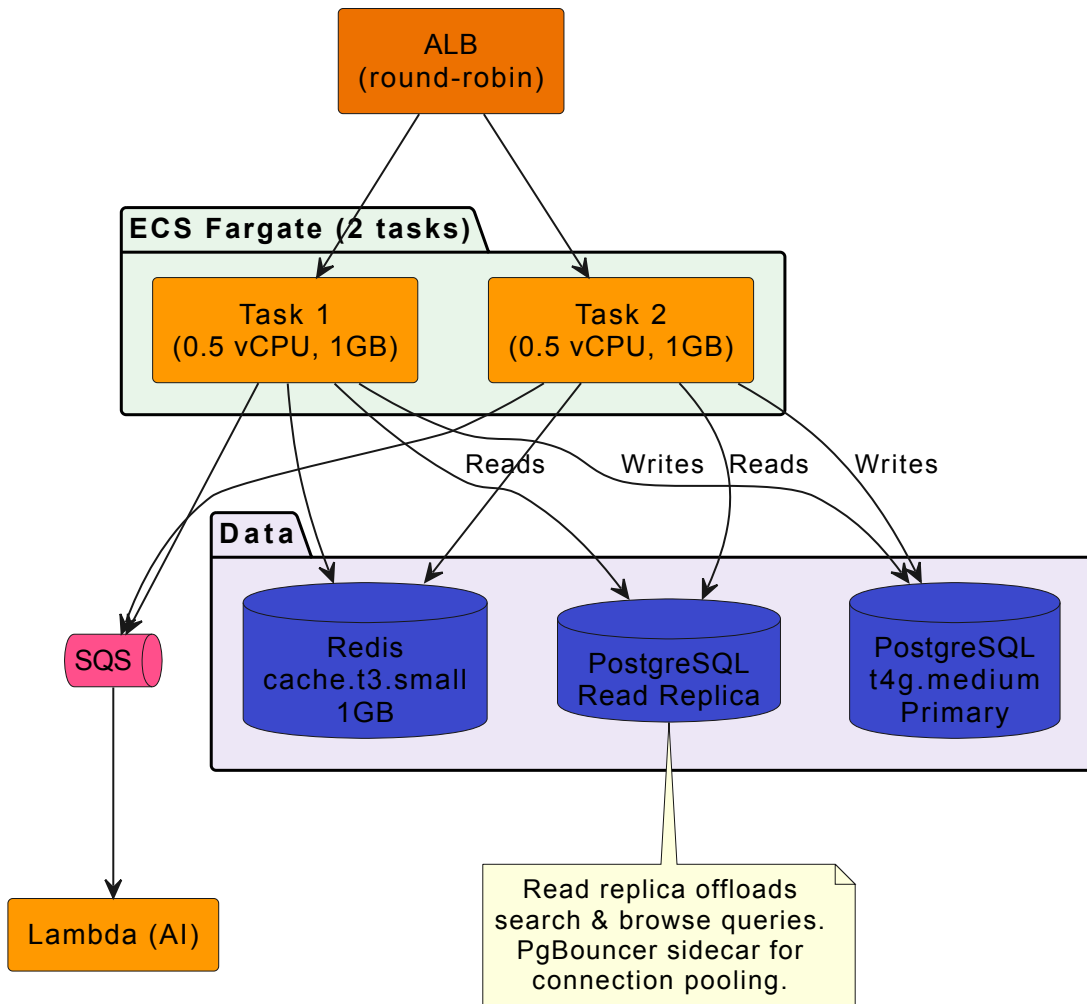 ALB
(round-robin)
ECS Fargate (2 tasks)
Task 1
(0.5 vCPU, 1GB)
Task 2
(0.5 vCPU, 1GB)
Reads
Writes
Reads
Writes
Data
SQS
Redis
cache.t3.small
1GB
PostgreSQL
Read Replica
PostgreSQL
t4g.medium
Primary
Lambda (AI)
Read replica offloads
search & browse queries.
PgBouncer sidecar for
connection pooling.